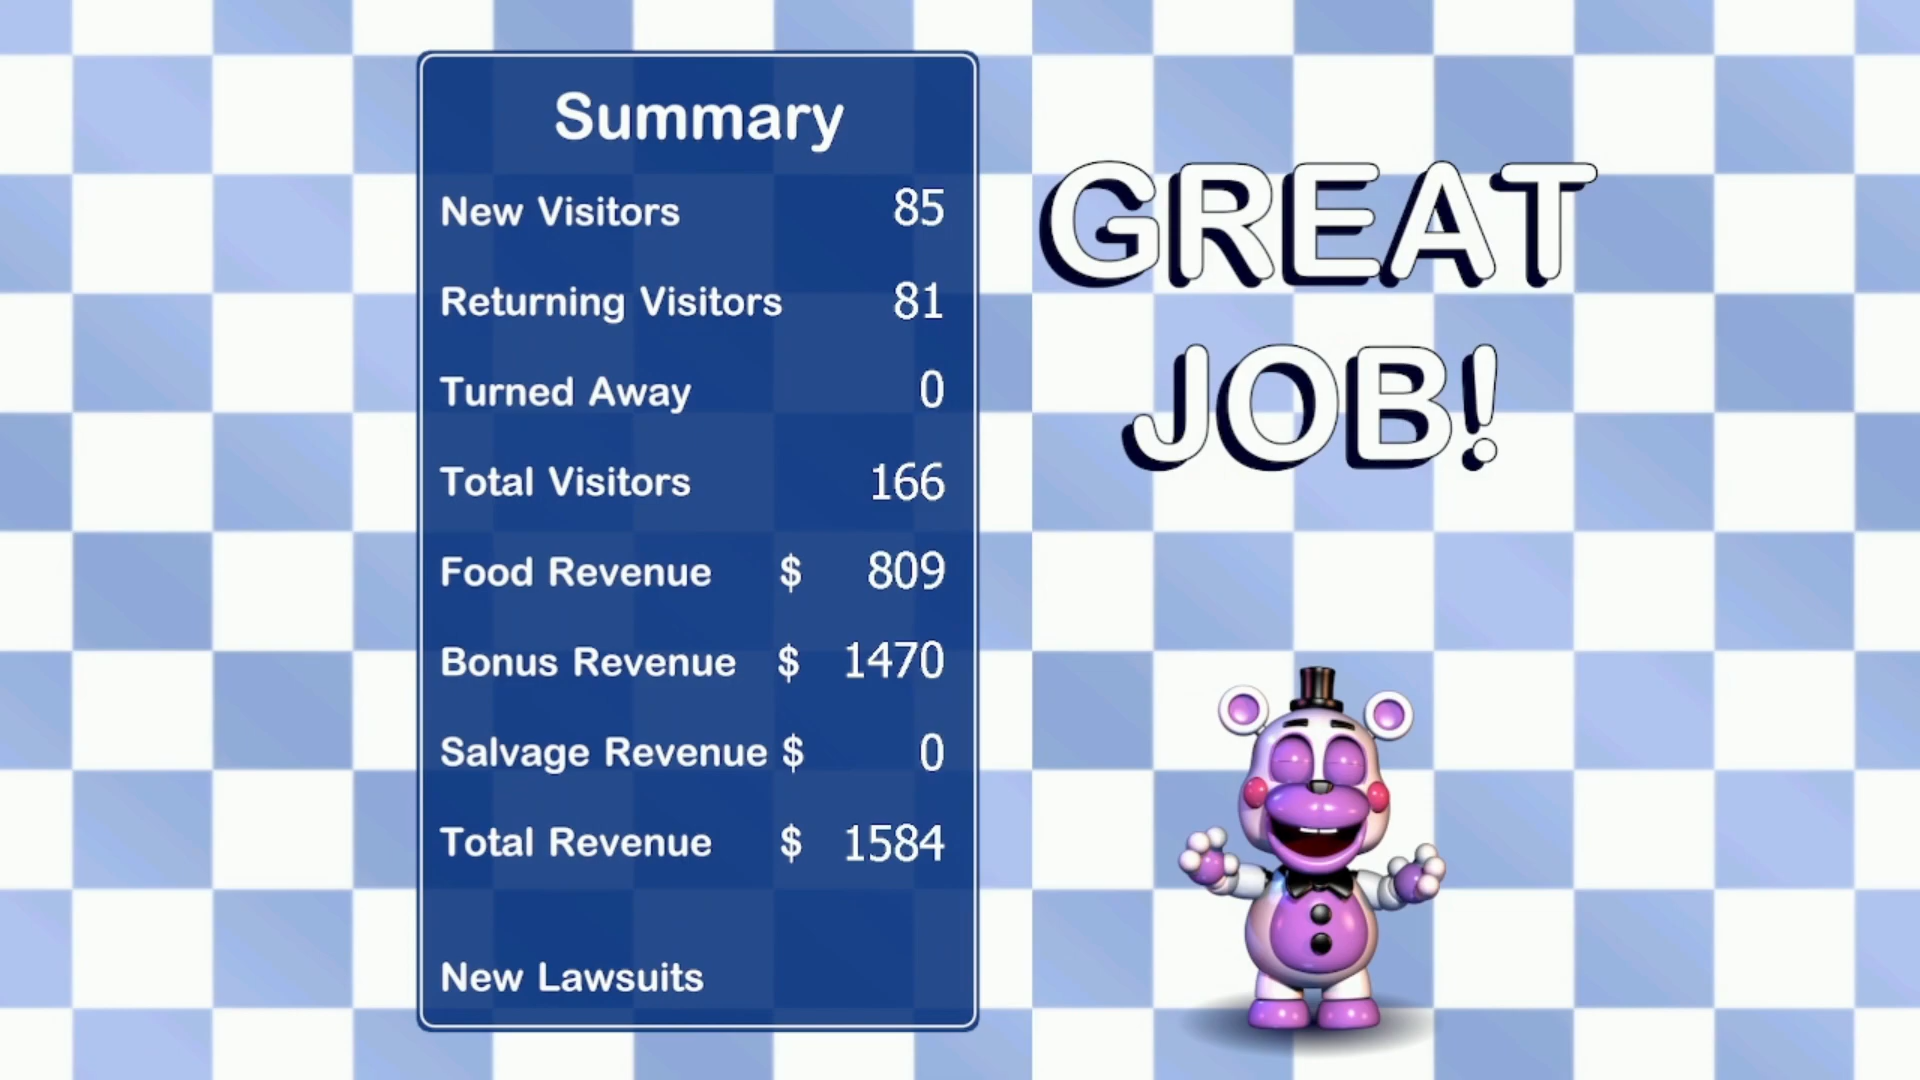 Summary
New Visitors 85
Returning Visitors 81
Turned Away 0
Total Visitors 166
Food Revenue $ 809
Bonus Revenue $ 1470
Salvage Revenue $ 0
Total Revenue $ 1584
New Lawsuits
GREAT
JOB!